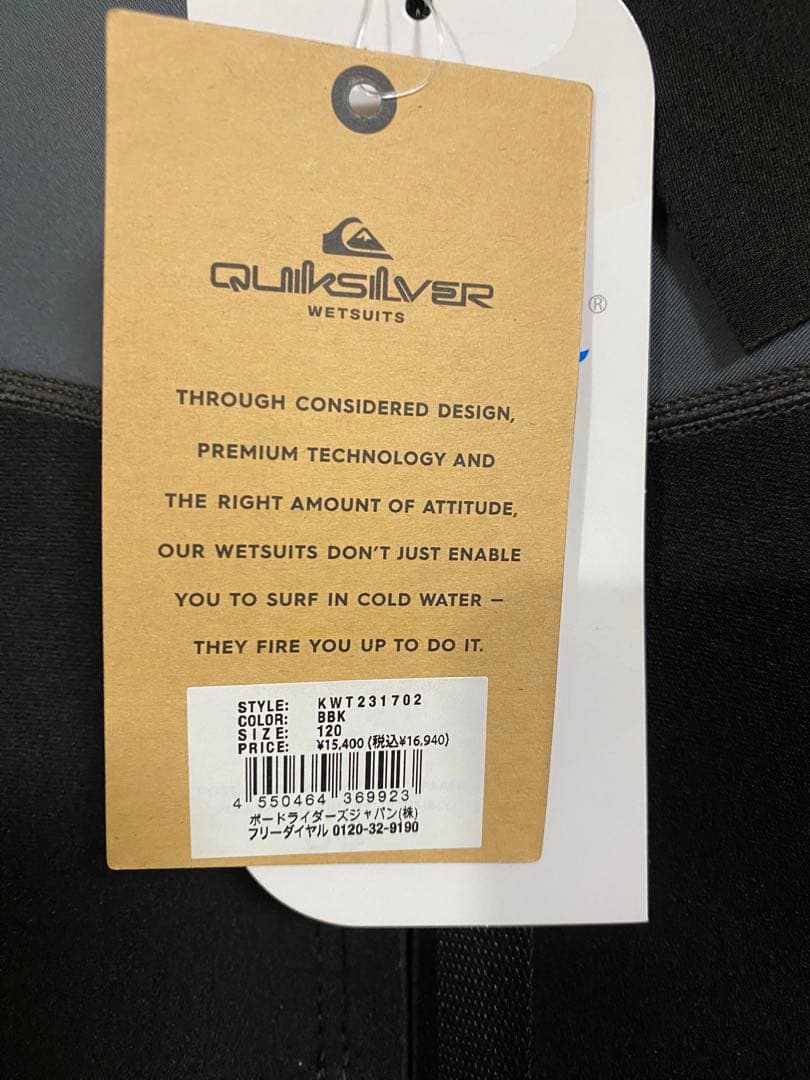 QUIKSILVER
WETSUITS
®
THROUGH CONSIDERED DESIGN,
PREMIUM TECHNOLOGY AND
THE RIGHT AMOUNT OF ATTITUDE,
OUR WETSUITS DON'T JUST ENABLE
YOU TO SURF IN COLD WATER –
THEY FIRE YOU UP TO DO IT.
STYLE: KWT231702
COLOR: BBK
SIZE: 120
PRICE: ¥15,400 (税込¥16,940)
4 550464 369923
ボードライダーズジャパン(株)
フリーダイヤル 0120-32-9190